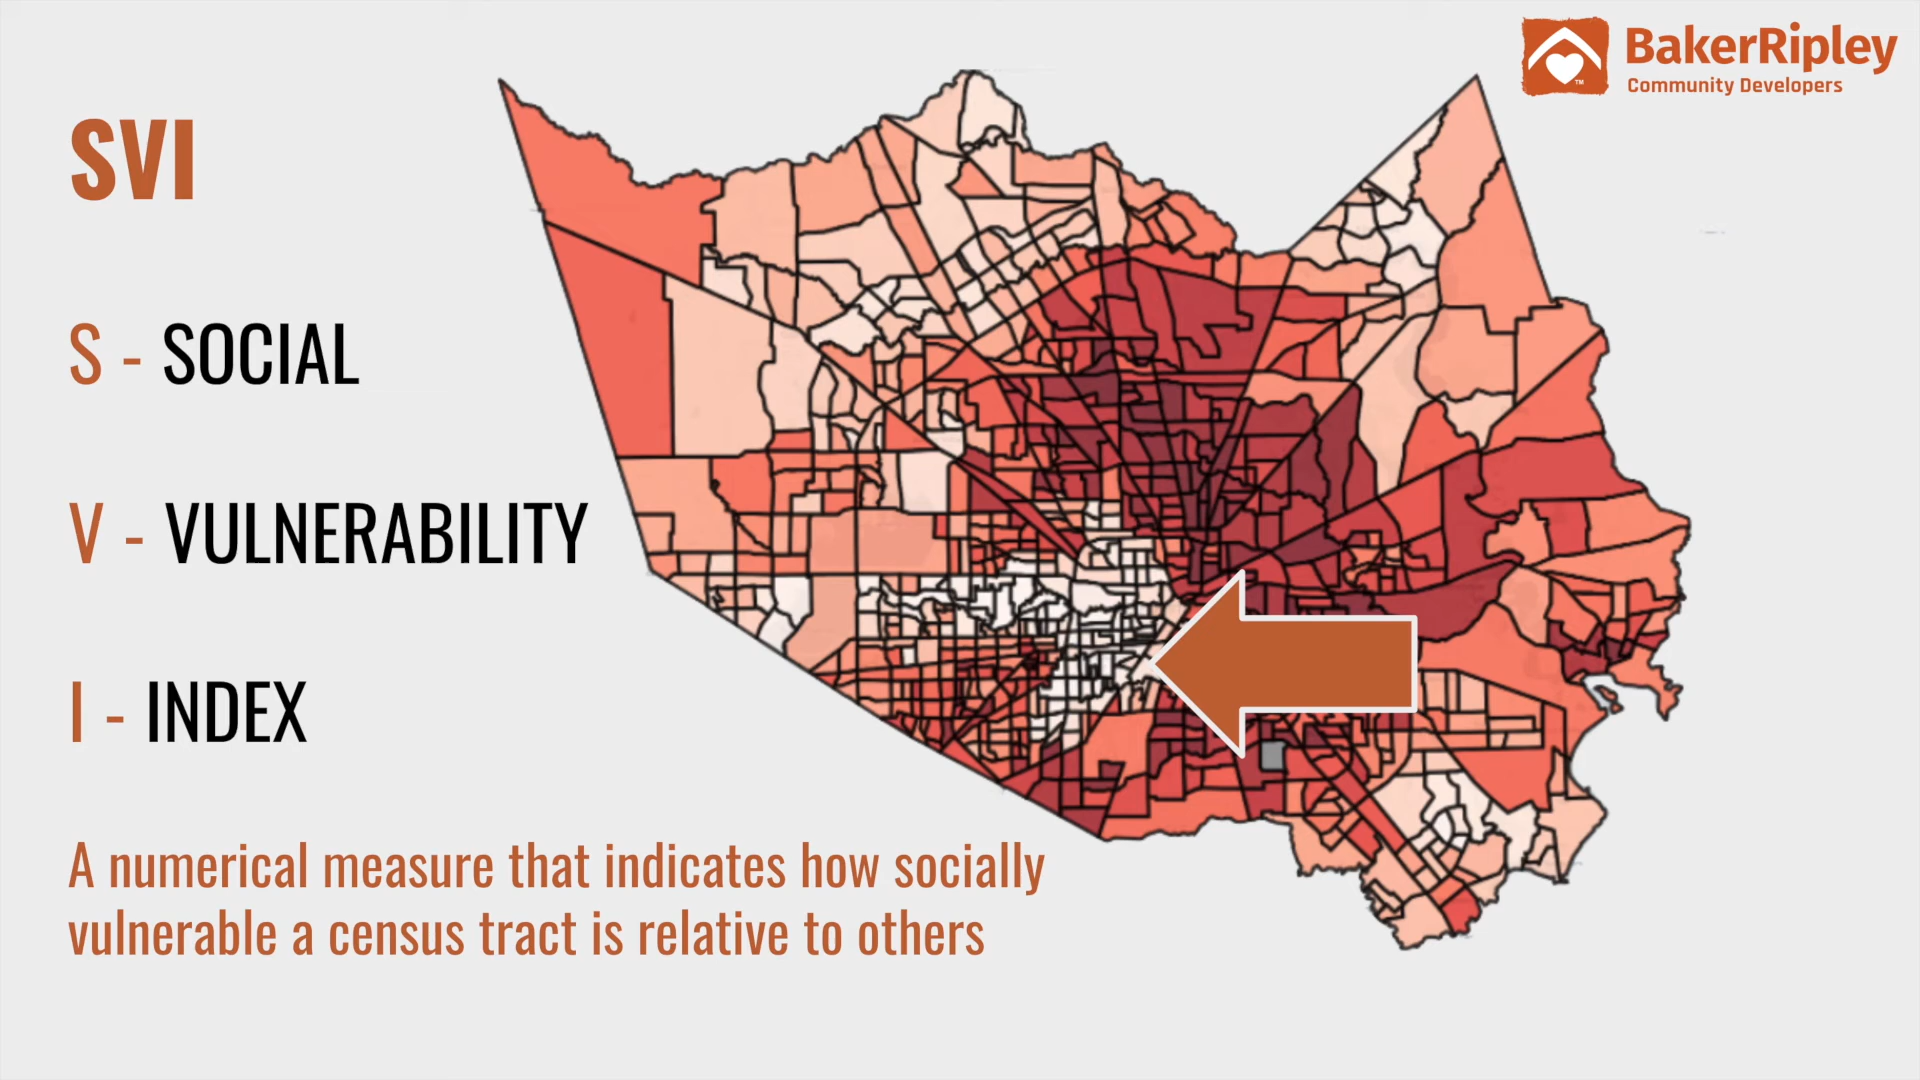 BakerRipley
Community Developers
SVI
S - SOCIAL
V - VULNERABILITY
I - INDEX
A numerical measure that indicates how socially
vulnerable a census tract is relative to others